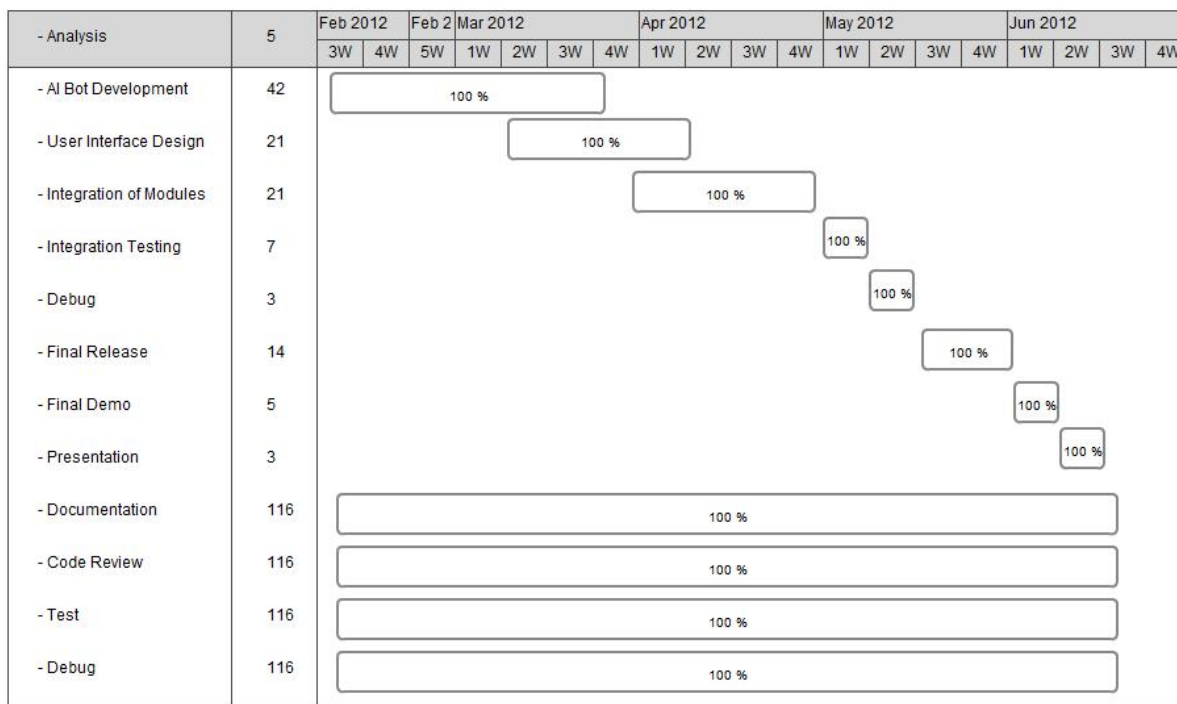 - Analysis 5 Feb 2012 Feb 2 Mar 2012 Apr 2012 May 2012 Jun 2012
3W 4W 5W 1W 2W 3W 4W 1W 2W 3W 4W 1W 2W 3W 4W 1W 2W 3W 4W
- AI Bot Development 42 100 %
- User Interface Design 21 100 %
- Integration of Modules 21 100 %
- Integration Testing 7 100 %
- Debug 3 100 %
- Final Release 14 100 %
- Final Demo 5 100 %
- Presentation 3 100 %
- Documentation 116 100 %
- Code Review 116 100 %
- Test 116 100 %
- Debug 116 100 %